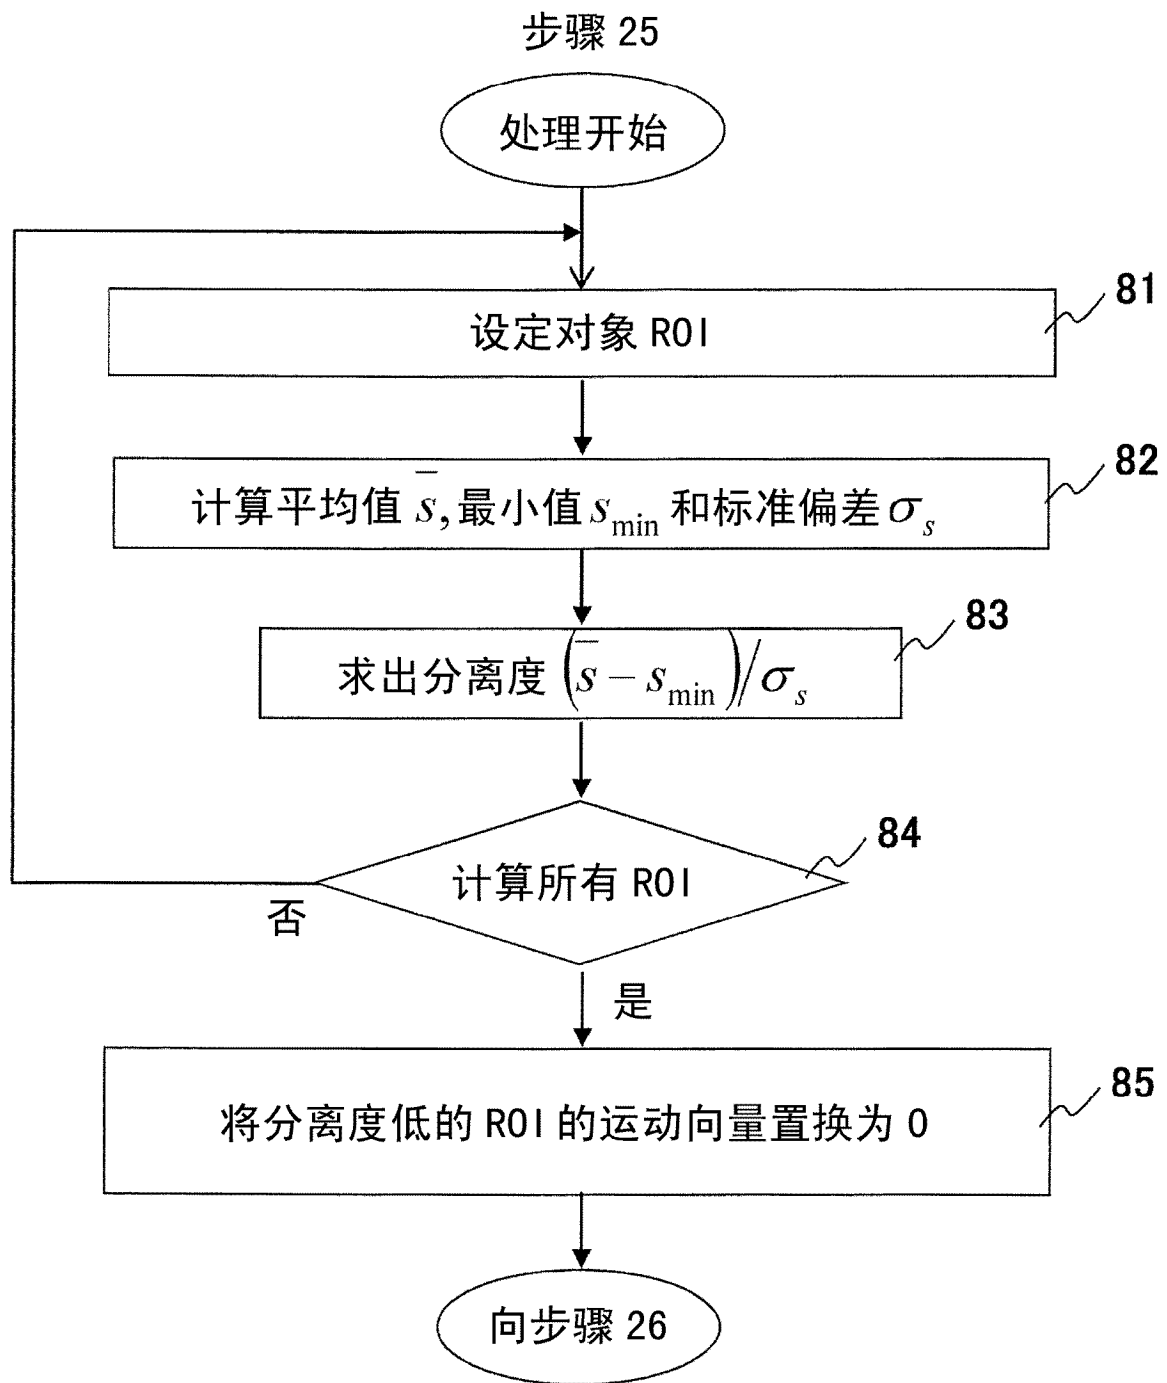 步骤 25
处理开始
81
设定对象 ROI
82
计算平均值 s̄, 最小值 s_min 和标准偏差 σ_s
83
求出分离度 (s̄ − s_min)/σ_s
84
计算所有 ROI
否
是
85
将分离度低的 ROI 的运动向量置换为 0
向步骤 26